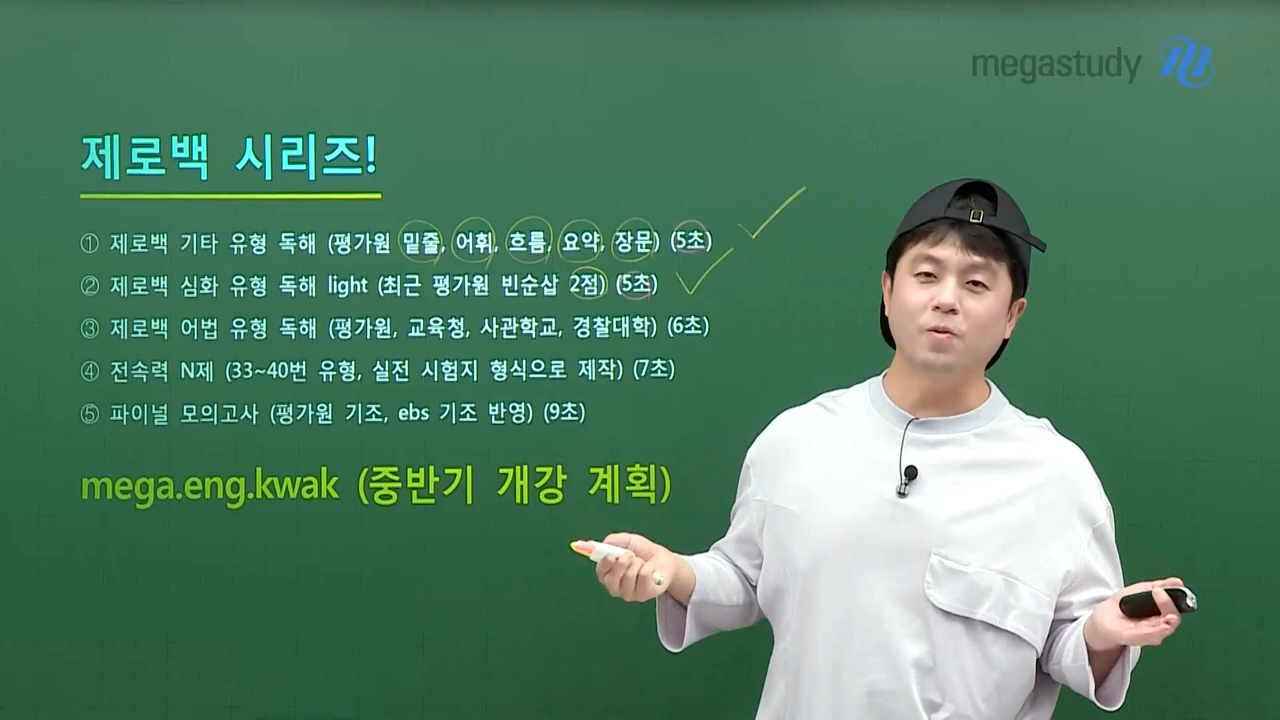 megastudy
제로백 시리즈!
① 제로백 기타 유형 독해 (평가원 밑줄, 어휘, 흐름, 요약, 장문) (5초)
② 제로백 심화 유형 독해 light (최근 평가원 빈순삽 2점) (5초)
③ 제로백 어법 유형 독해 (평가원, 교육청, 사관학교, 경찰대학) (6초)
④ 전속력 N제 (33~40번 유형, 실전 시험지 형식으로 제작) (7초)
⑤ 파이널 모의고사 (평가원 기조, ebs 기조 반영) (9초)
mega.eng.kwak (중반기 개강 계획)